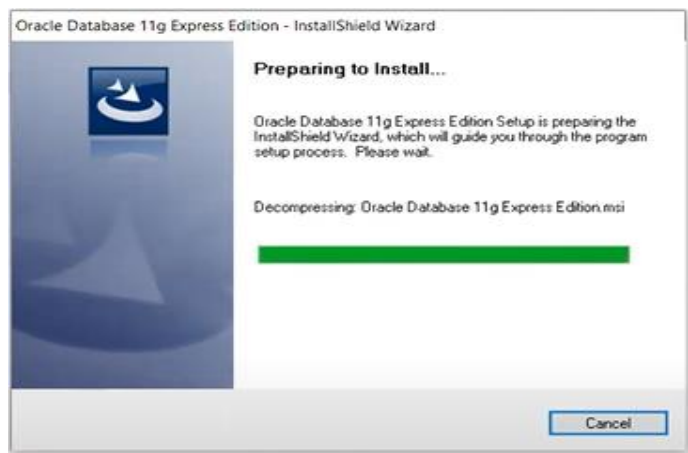 Oracle Database 11g Express Edition - InstallShield Wizard
Preparing to Install...
Oracle Database 11g Express Edition Setup is preparing the
InstallShield Wizard, which will guide you through the program
setup process. Please wait.
Decompressing: Oracle Database 11g Express Edition.msi
Cancel